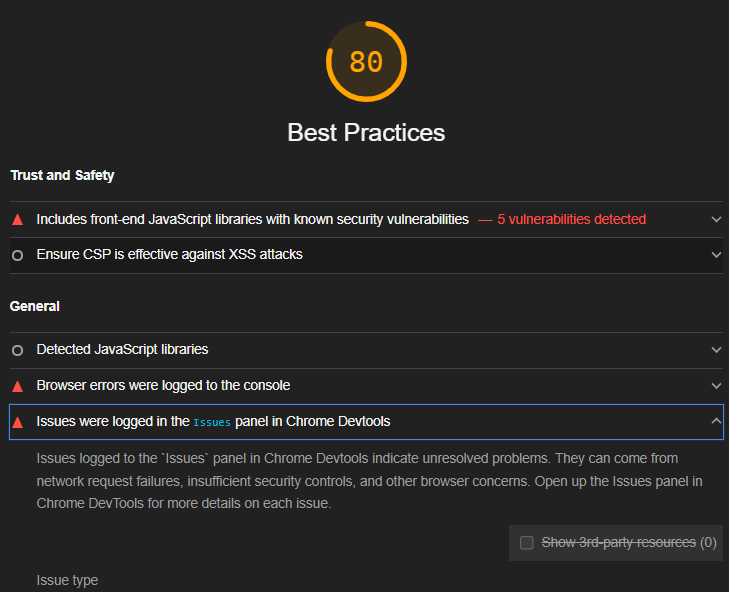 80
Best Practices
Trust and Safety
Includes front-end JavaScript libraries with known security vulnerabilities — 5 vulnerabilities detected
Ensure CSP is effective against XSS attacks
General
Detected JavaScript libraries
Browser errors were logged to the console
Issues were logged in the Issues panel in Chrome Devtools
Issues logged to the `Issues` panel in Chrome Devtools indicate unresolved problems. They can come from
network request failures, insufficient security controls, and other browser concerns. Open up the Issues panel in
Chrome DevTools for more details on each issue.
Show 3rd-party resources (0)
Issue type